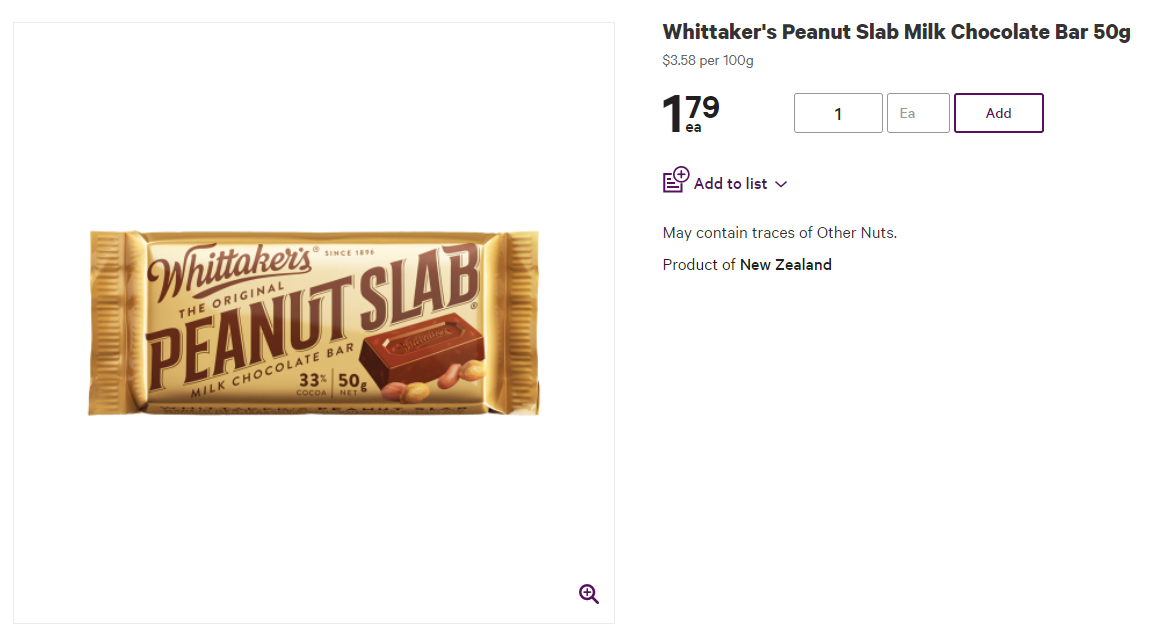 Whittaker's Peanut Slab Milk Chocolate Bar 50g
$3.58 per 100g
1 79
ea
1
Ea
Add
Add to list
May contain traces of Other Nuts.
Product of New Zealand
Whittaker's® SINCE 1896
THE ORIGINAL
PEANUT SLAB®
MILK CHOCOLATE BAR
33% COCOA
50g NET